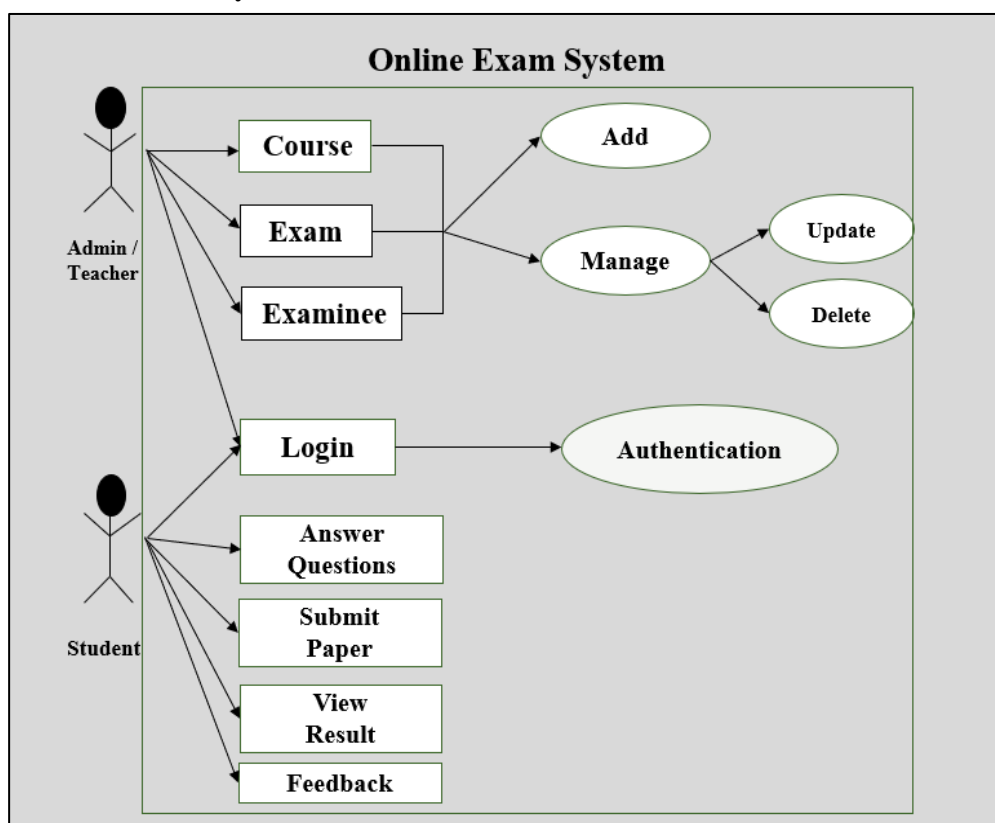 Online Exam System
Course
Add
Exam
Update
Admin /
Teacher
Manage
Examinee
Delete
Login
Authentication
Answer
Questions
Submit
Paper
Student
View
Result
Feedback